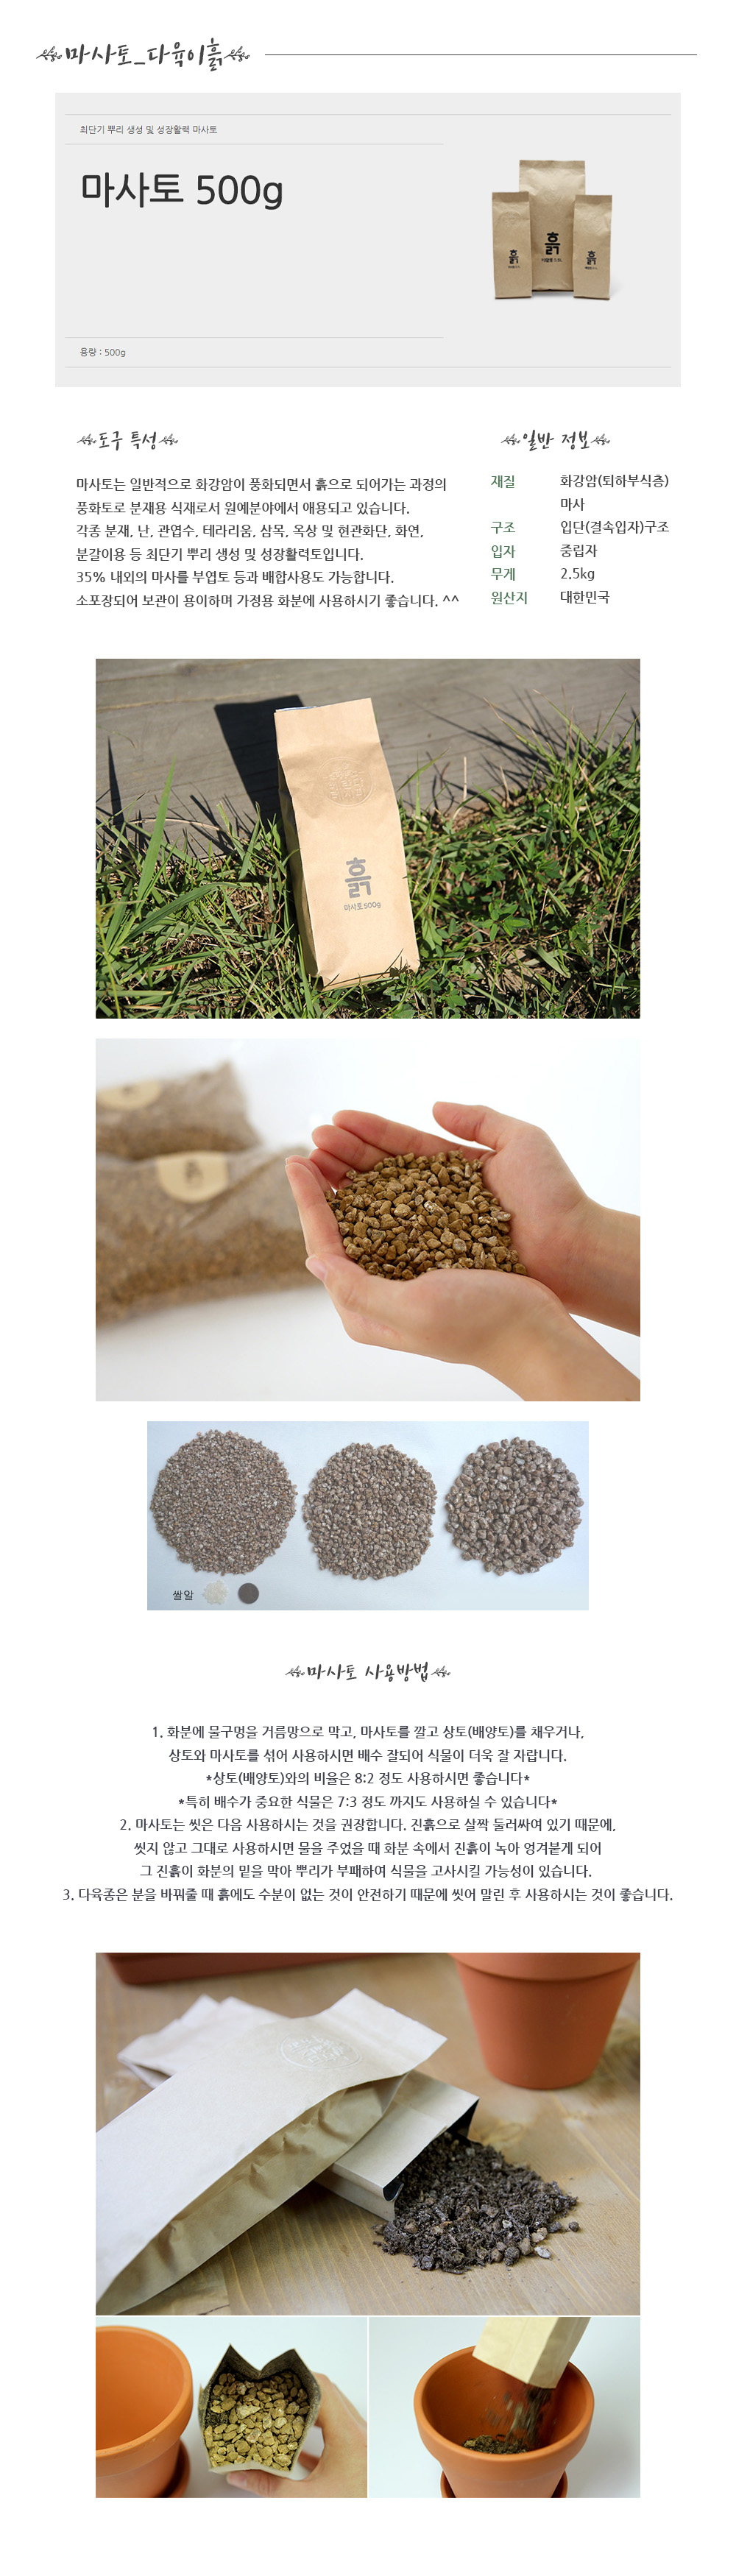 마사토_다육이흙
최단기 뿌리 생성 및 성장활력 마사토
마사토 500g
흙
흙
흙
용량 : 500g
도구 특성
마사토는 일반적으로 화강암이 풍화되면서 흙으로 되어가는 과정의
풍화토로 분재용 식재로서 원예분야에서 애용되고 있습니다.
각종 분재, 난, 관엽수, 테라리움, 삼목, 옥상 및 현관화단, 화연,
분갈이용 등 최단기 뿌리 생성 및 성장활력토입니다.
35% 내외의 마사를 부엽토 등과 배합사용도 가능합니다.
소포장되어 보관이 용이하며 가정용 화분에 사용하시기 좋습니다. ^^
일반 정보
재질 화강암(퇴하부식층)
마사
구조 입단(결속입자)구조
입자 중립자
무게 2.5kg
원산지 대한민국
흙
마사토500g
쌀알
마사토 사용방법
1. 화분에 물구멍을 거름망으로 막고, 마사토를 깔고 상토(배양토)를 채우거나,
상토와 마사토를 섞어 사용하시면 배수 잘되어 식물이 더욱 잘 자랍니다.
*상토(배양토)와의 비율은 8:2 정도 사용하시면 좋습니다*
*특히 배수가 중요한 식물은 7:3 정도 까지도 사용하실 수 있습니다*
2. 마사토는 씻은 다음 사용하시는 것을 권장합니다. 진흙으로 살짝 둘러싸여 있기 때문에,
씻지 않고 그대로 사용하시면 물을 주었을 때 화분 속에서 진흙이 녹아 엉겨붙게 되어
그 진흙이 화분의 밑을 막아 뿌리가 부패하여 식물을 고사시킬 가능성이 있습니다.
3. 다육종은 분을 바꿔줄 때 흙에도 수분이 없는 것이 안전하기 때문에 씻어 말린 후 사용하시는 것이 좋습니다.